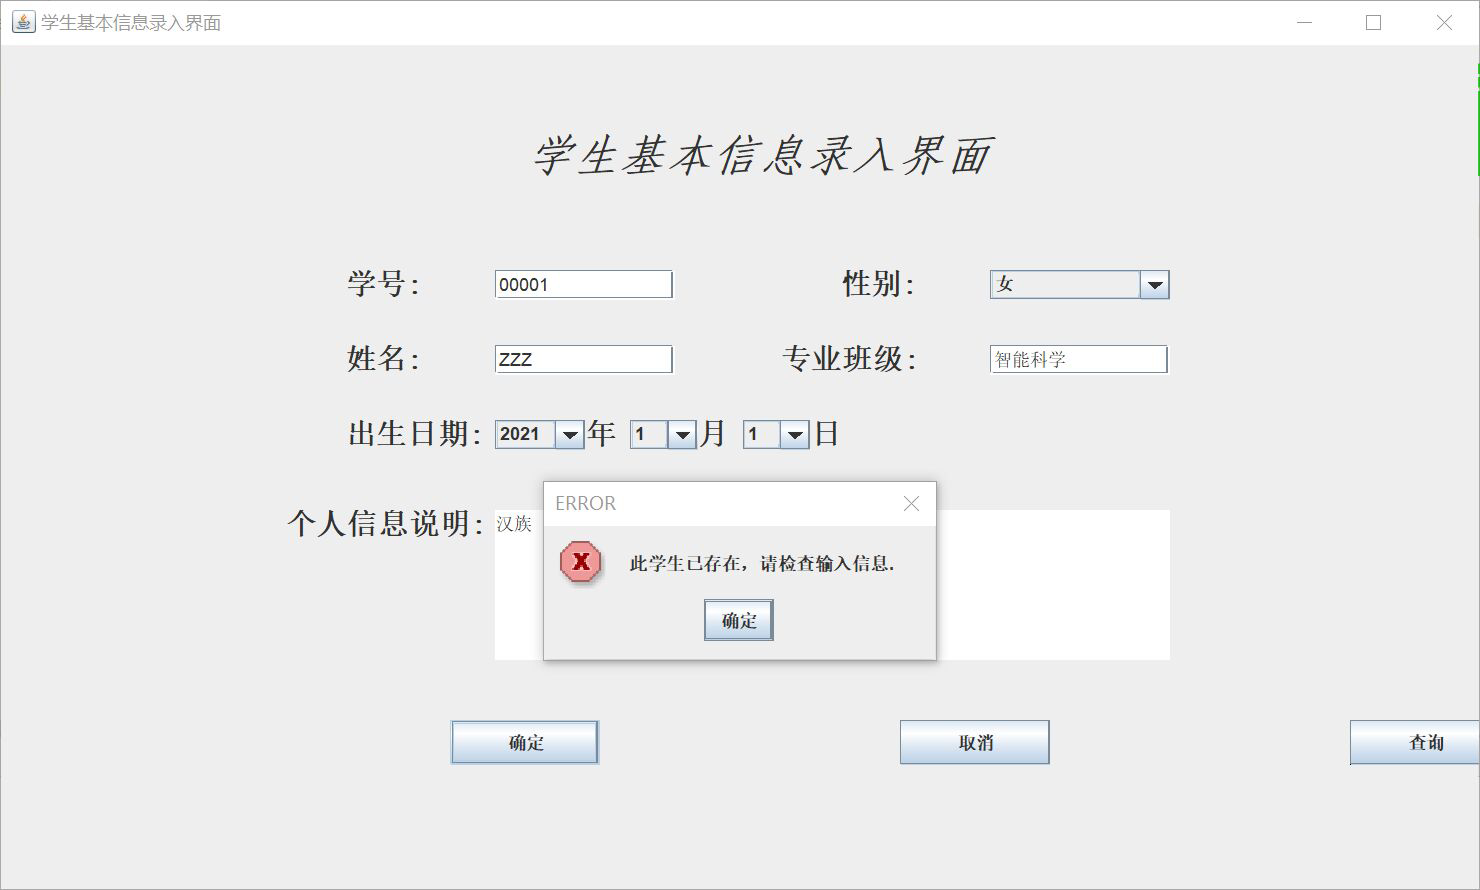 学生基本信息录入界面
学生基本信息录入界面
学号: 00001 性别: 女
姓名: ZZZ 专业班级: 智能科学
出生日期: 2021 年 1 月 1 日
个人信息说明: 汉族
ERROR
此学生已存在，请检查输入信息.
确定
确定 取消 查询